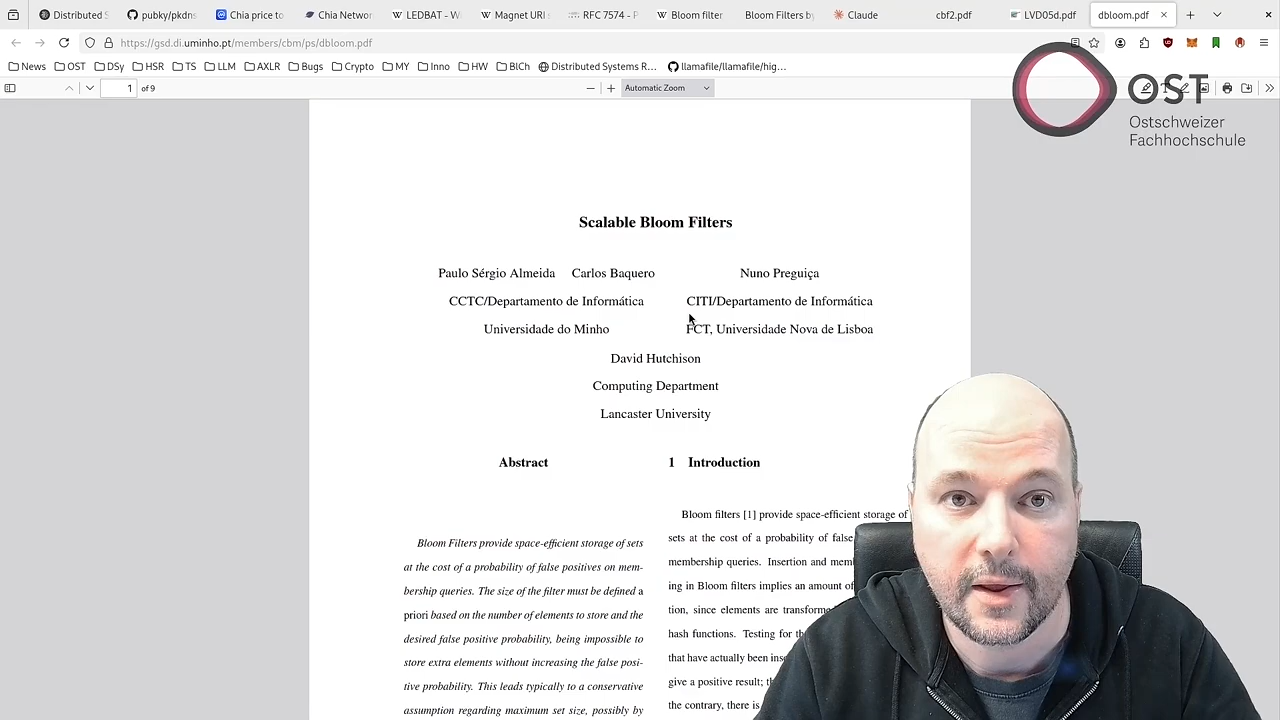 Distributed S
pubky/pkdns
Chia price to
Chia Networ
LEDBAT - W
Magnet URI s
RFC 7574 - P
Bloom filter
Bloom Filters by
Claude
cbf2.pdf
LVD05d.pdf
dbloom.pdf
https://gsd.di.uminho.pt/members/cbm/ps/dbloom.pdf
News OST DSy HSR TS LLM AXLR Bugs Crypto MY Inno HW BlCh Distributed Systems R... llamafile/llamafile/hig...
1 of 9
Automatic Zoom
OST
Ostschweizer
Fachhochschule
Scalable Bloom Filters
Paulo Sérgio Almeida Carlos Baquero
CCTC/Departamento de Informática
Universidade do Minho
Nuno Preguiça
CITI/Departamento de Informática
FCT, Universidade Nova de Lisboa
David Hutchison
Computing Department
Lancaster University
Abstract
Bloom Filters provide space-efficient storage of sets
at the cost of a probability of false positives on mem-
bership queries. The size of the filter must be defined a
priori based on the number of elements to store and the
desired false positive probability, being impossible to
store extra elements without increasing the false posi-
tive probability. This leads typically to a conservative
assumption regarding maximum set size, possibly by
1 Introduction
Bloom filters [1] provide space-efficient storage of
sets at the cost of a probability of false
membership queries. Insertion and mem
ing in Bloom filters implies an amount of
tion, since elements are transforme
hash functions. Testing for th
that have actually been inse
give a positive result; th
the contrary, there is